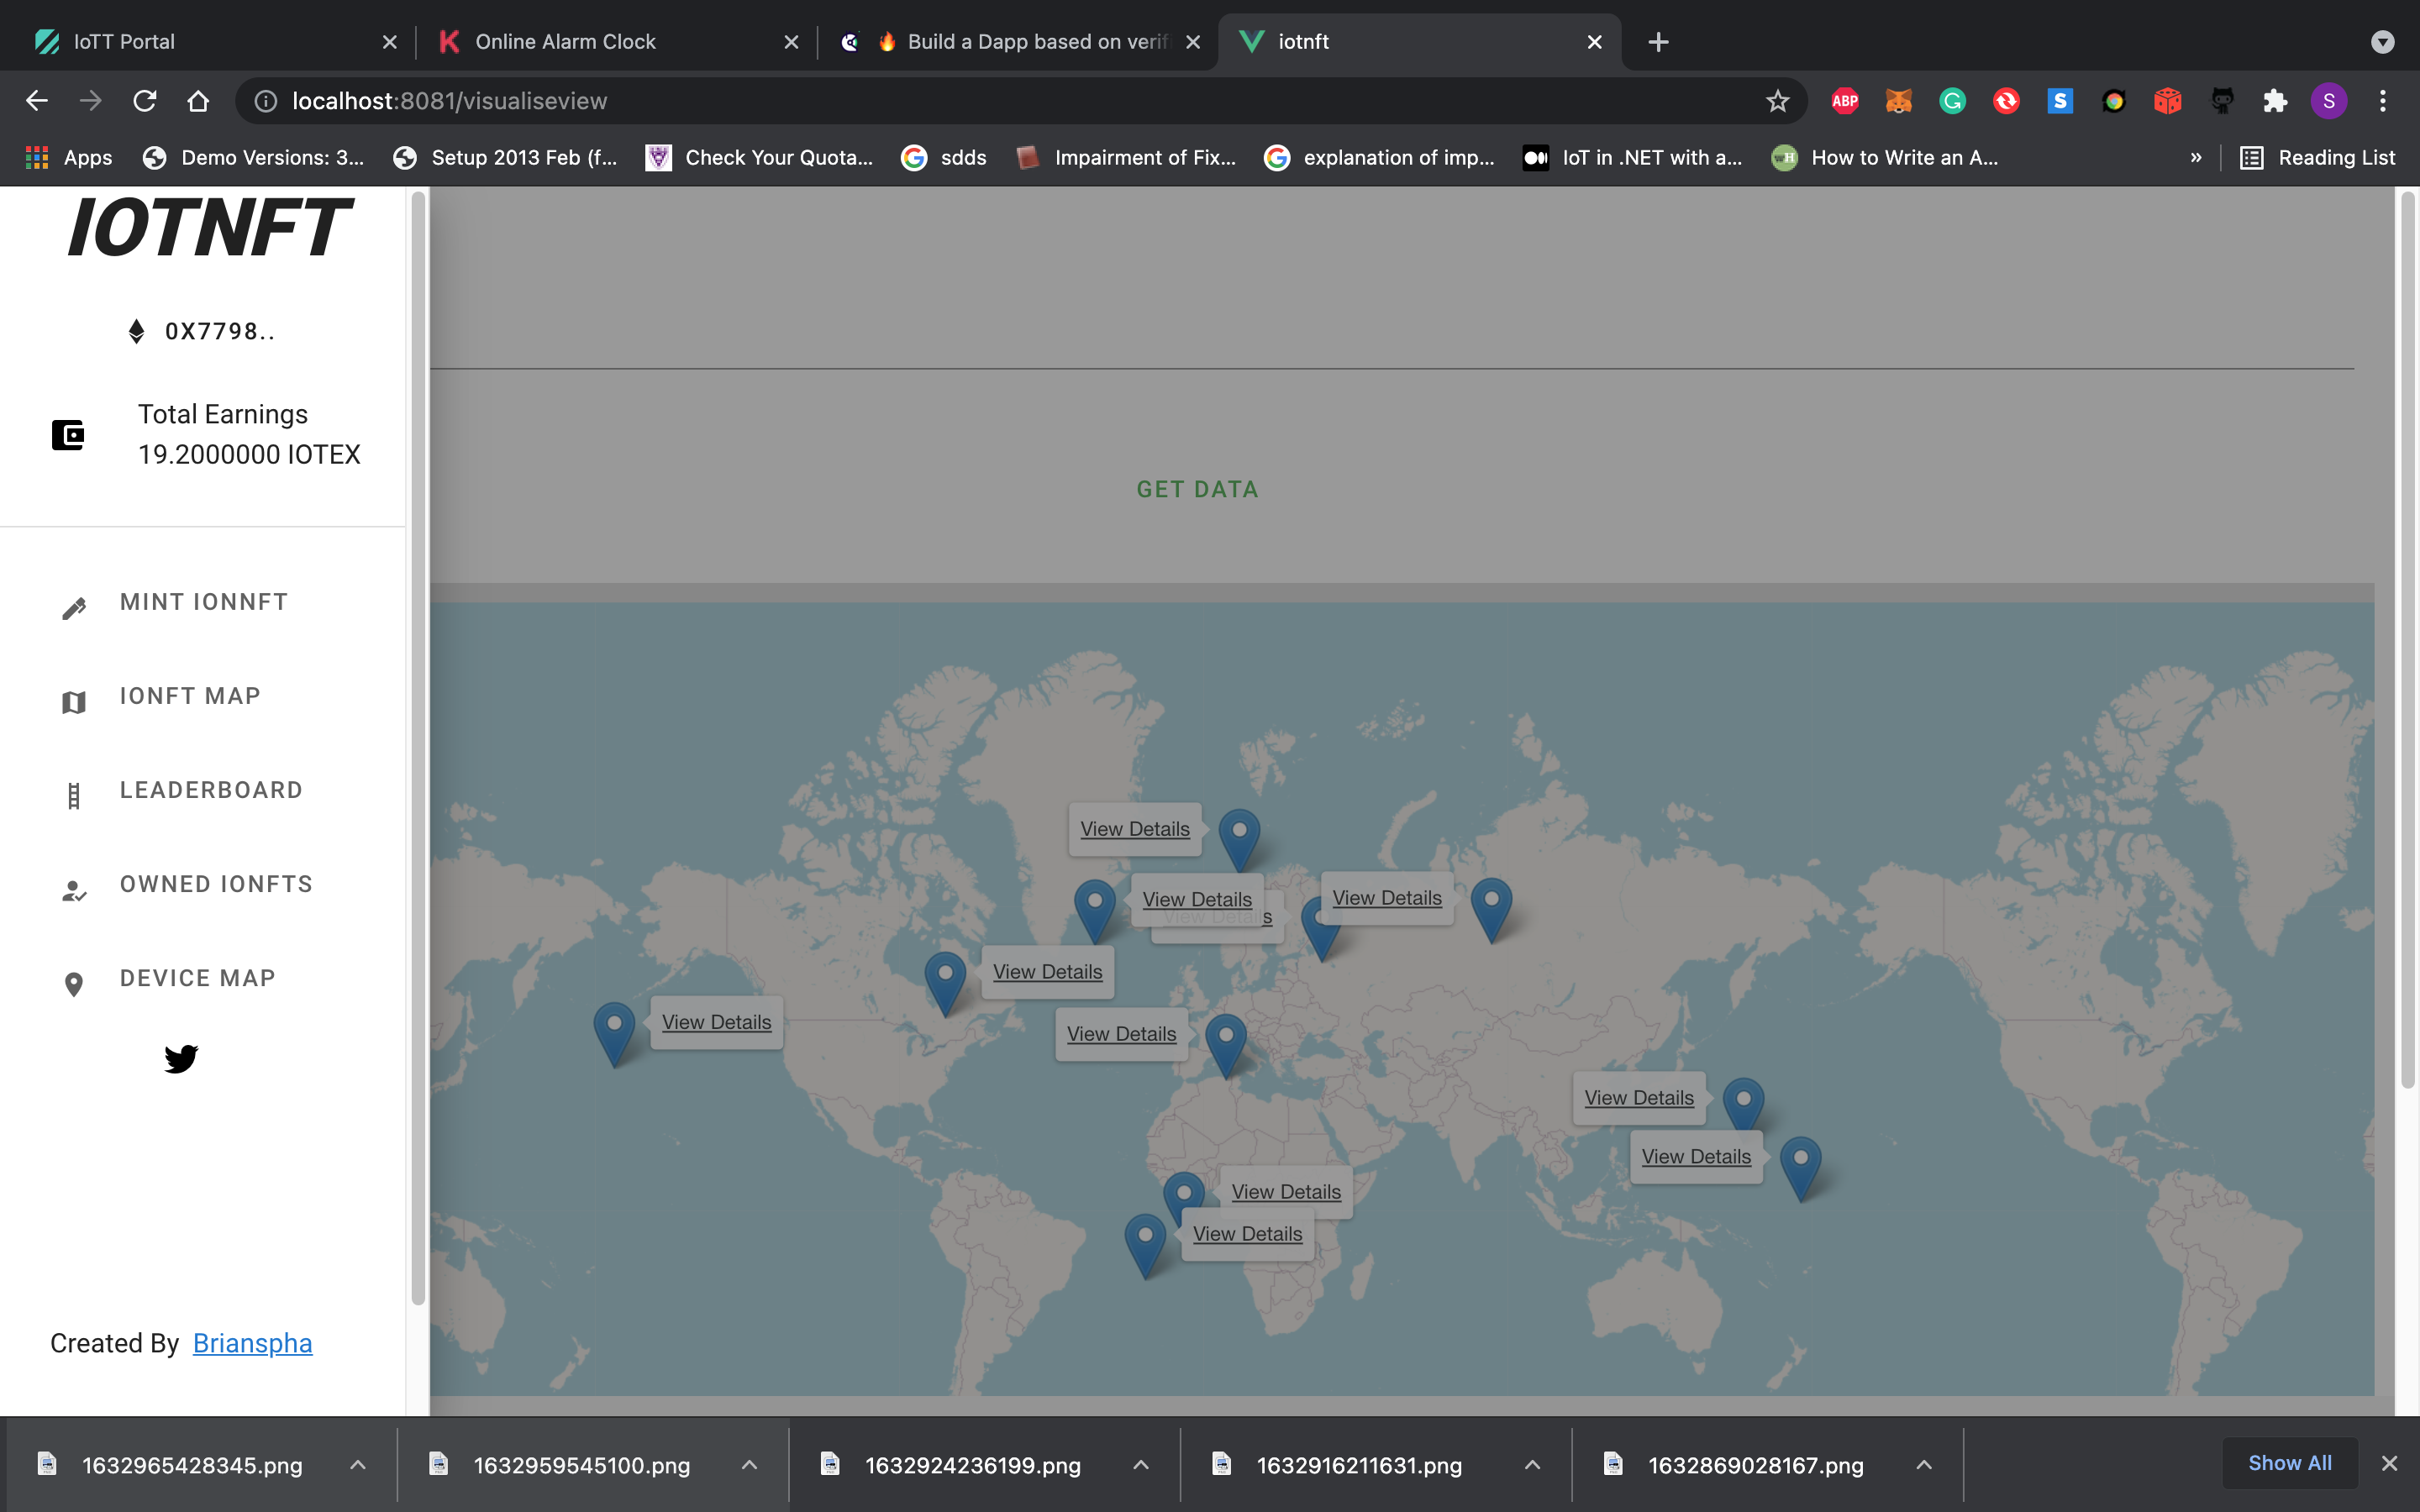 IoTT Portal
Online Alarm Clock
Build a Dapp based on verif
iotnft
localhost:8081/visualiseview
ABP
S
S
Apps
Demo Versions: 3...
Setup 2013 Feb (f...
Check Your Quota...
sdds
Impairment of Fix...
explanation of imp...
IoT in .NET with a...
How to Write an A...
»
Reading List
IOTNFT
0X7798..
Total Earnings
19.2000000 IOTEX
GET DATA
MINT IONNFT
IONFT MAP
LEADERBOARD
OWNED IONFTS
DEVICE MAP
View Details
View Details
View Details
View Details
View Details
View Details
View Details
View Details
View Details
View Details
View Details
Created By Brianspha
1632965428345.png
1632959545100.png
1632924236199.png
1632916211631.png
1632869028167.png
Show All